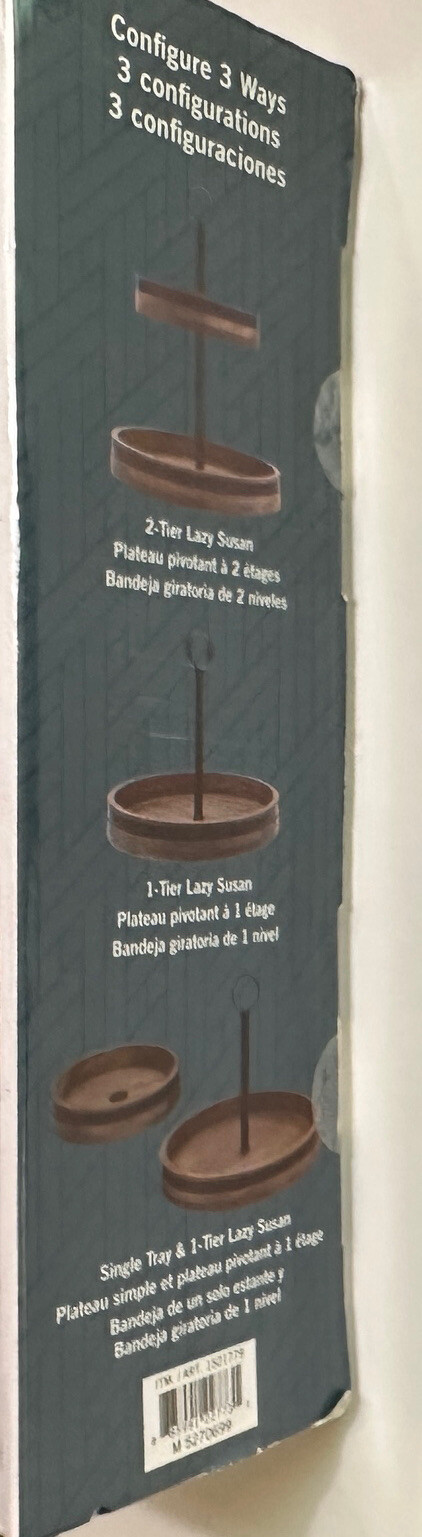 Configure 3 Ways
3 configurations
3 configuraciones
2-Tier Lazy Susan
Plateau pivotant à 2 étages
Bandeja giratoria de 2 niveles
1-Tier Lazy Susan
Plateau pivotant à 1 étage
Bandeja giratoria de 1 nivel
Single Tray & 1-Tier Lazy Susan
Plateau simple et plateau pivotant à 1 étage
Bandeja de un solo estante y
Bandeja giratoria de 1 nivel
ITM. / ART. 1501779
M 5270699